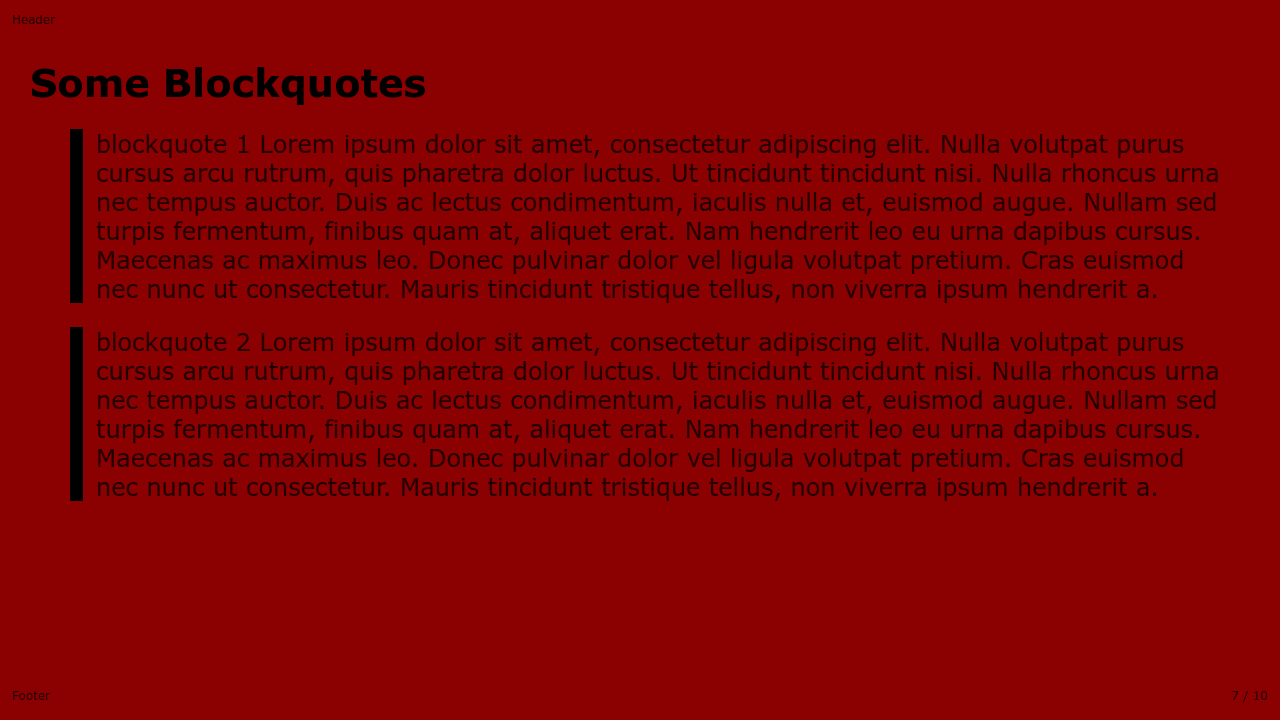 Header
Some Blockquotes
blockquote 1 Lorem ipsum dolor sit amet, consectetur adipiscing elit. Nulla volutpat purus
cursus arcu rutrum, quis pharetra dolor luctus. Ut tincidunt tincidunt nisi. Nulla rhoncus urna
nec tempus auctor. Duis ac lectus condimentum, iaculis nulla et, euismod augue. Nullam sed
turpis fermentum, finibus quam at, aliquet erat. Nam hendrerit leo eu urna dapibus cursus.
Maecenas ac maximus leo. Donec pulvinar dolor vel ligula volutpat pretium. Cras euismod
nec nunc ut consectetur. Mauris tincidunt tristique tellus, non viverra ipsum hendrerit a.
blockquote 2 Lorem ipsum dolor sit amet, consectetur adipiscing elit. Nulla volutpat purus
cursus arcu rutrum, quis pharetra dolor luctus. Ut tincidunt tincidunt nisi. Nulla rhoncus urna
nec tempus auctor. Duis ac lectus condimentum, iaculis nulla et, euismod augue. Nullam sed
turpis fermentum, finibus quam at, aliquet erat. Nam hendrerit leo eu urna dapibus cursus.
Maecenas ac maximus leo. Donec pulvinar dolor vel ligula volutpat pretium. Cras euismod
nec nunc ut consectetur. Mauris tincidunt tristique tellus, non viverra ipsum hendrerit a.
Footer
7 / 10